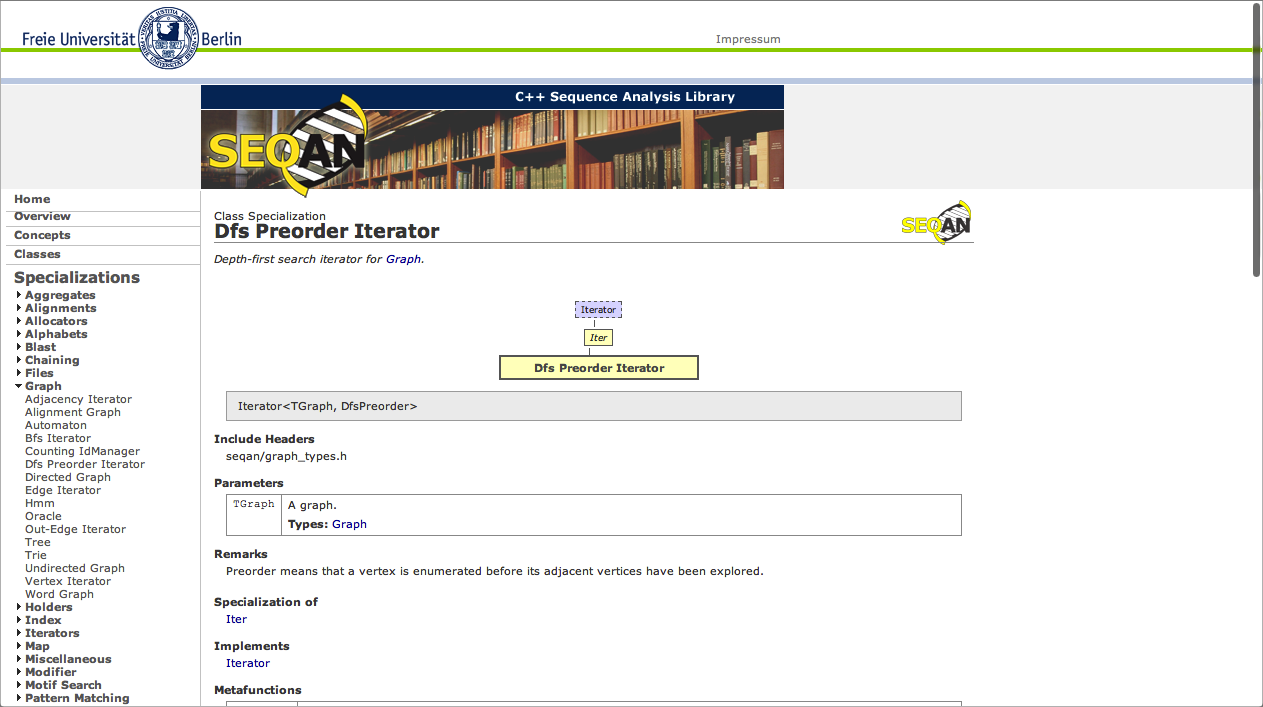 Freie Universität Berlin
Impressum
C++ Sequence Analysis Library
SEQAN
Home
Overview
Concepts
Classes
Specializations
Aggregates
Alignments
Allocators
Alphabets
Blast
Chaining
Files
Graph
Adjacency Iterator
Alignment Graph
Automaton
Bfs Iterator
Counting IdManager
Dfs Preorder Iterator
Directed Graph
Edge Iterator
Hmm
Oracle
Out-Edge Iterator
Tree
Trie
Undirected Graph
Vertex Iterator
Word Graph
Holders
Index
Iterators
Map
Miscellaneous
Modifier
Motif Search
Pattern Matching
Class Specialization
Dfs Preorder Iterator
SEQAN
Depth-first search iterator for Graph.
Iterator
Iter
Dfs Preorder Iterator
Iterator<TGraph, DfsPreorder>
Include Headers
seqan/graph_types.h
Parameters
TGraph A graph.
Types: Graph
Remarks
Preorder means that a vertex is enumerated before its adjacent vertices have been explored.
Specialization of
Iter
Implements
Iterator
Metafunctions